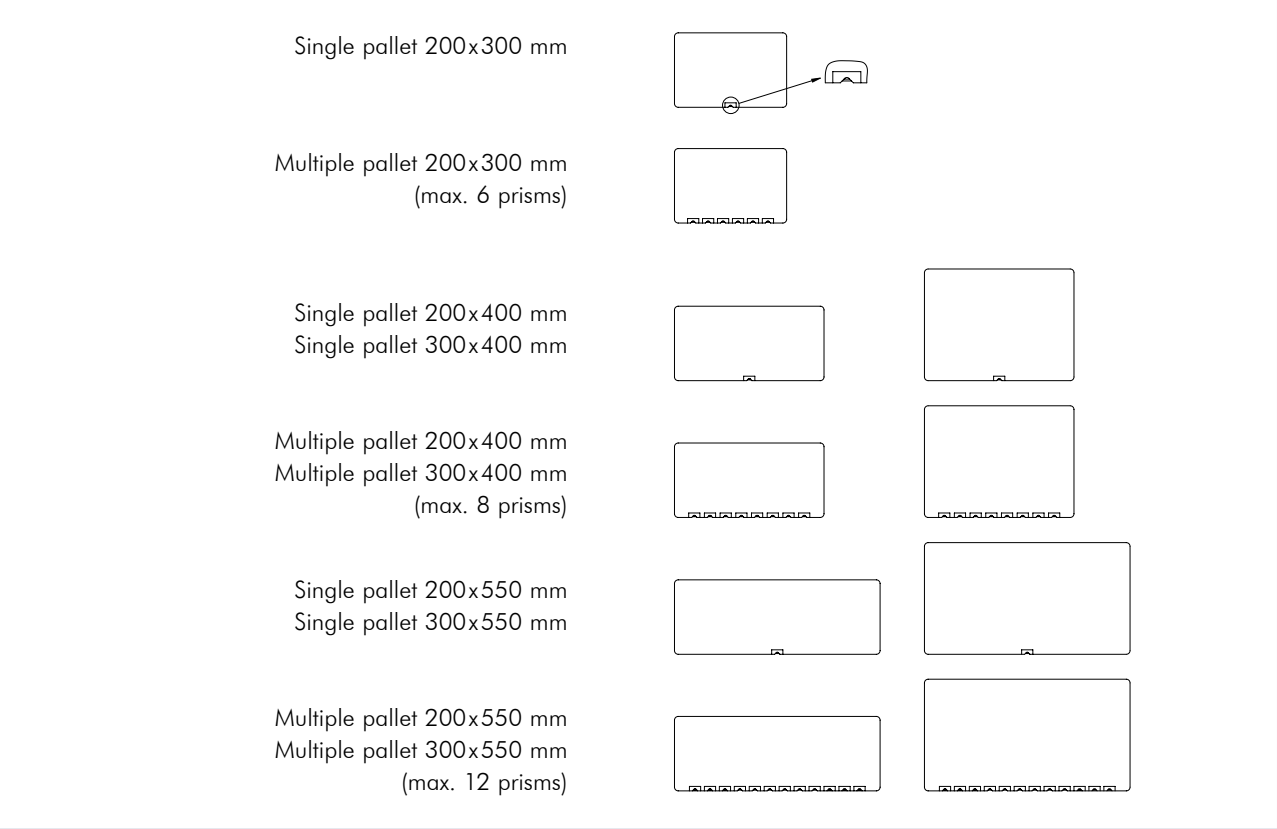 Single pallet 200x300 mm
Multiple pallet 200x300 mm
(max. 6 prisms)
Single pallet 200x400 mm
Single pallet 300x400 mm
Multiple pallet 200x400 mm
Multiple pallet 300x400 mm
(max. 8 prisms)
Single pallet 200x550 mm
Single pallet 300x550 mm
Multiple pallet 200x550 mm
Multiple pallet 300x550 mm
(max. 12 prisms)